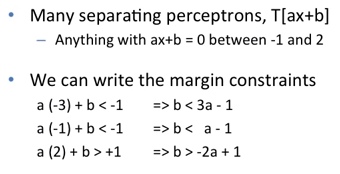 • Many separating perceptrons, T[ax+b]
– Anything with ax+b = 0 between -1 and 2
• We can write the margin constraints
a (-3) + b < -1 => b < 3a - 1
a (-1) + b < -1 => b < a - 1
a (2) + b > +1 => b > -2a + 1